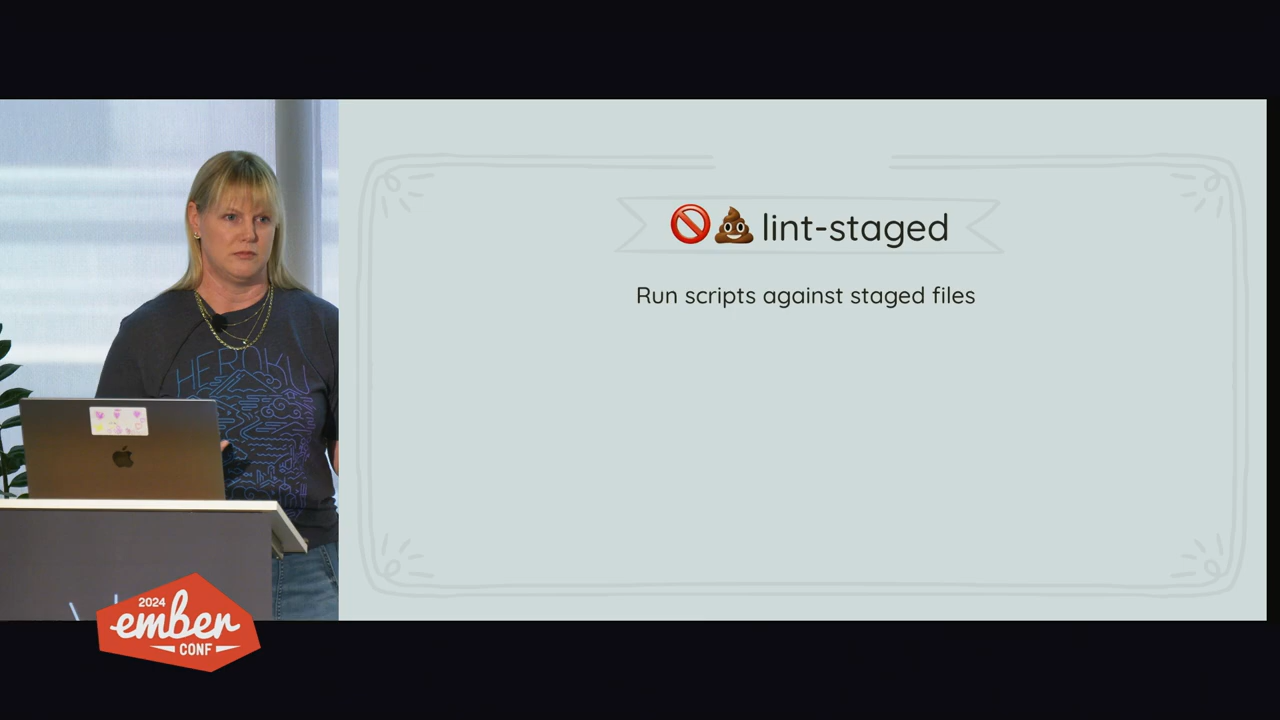 🚫💩 lint-staged
Run scripts against staged files
HEROKU
2024
ember
CONF